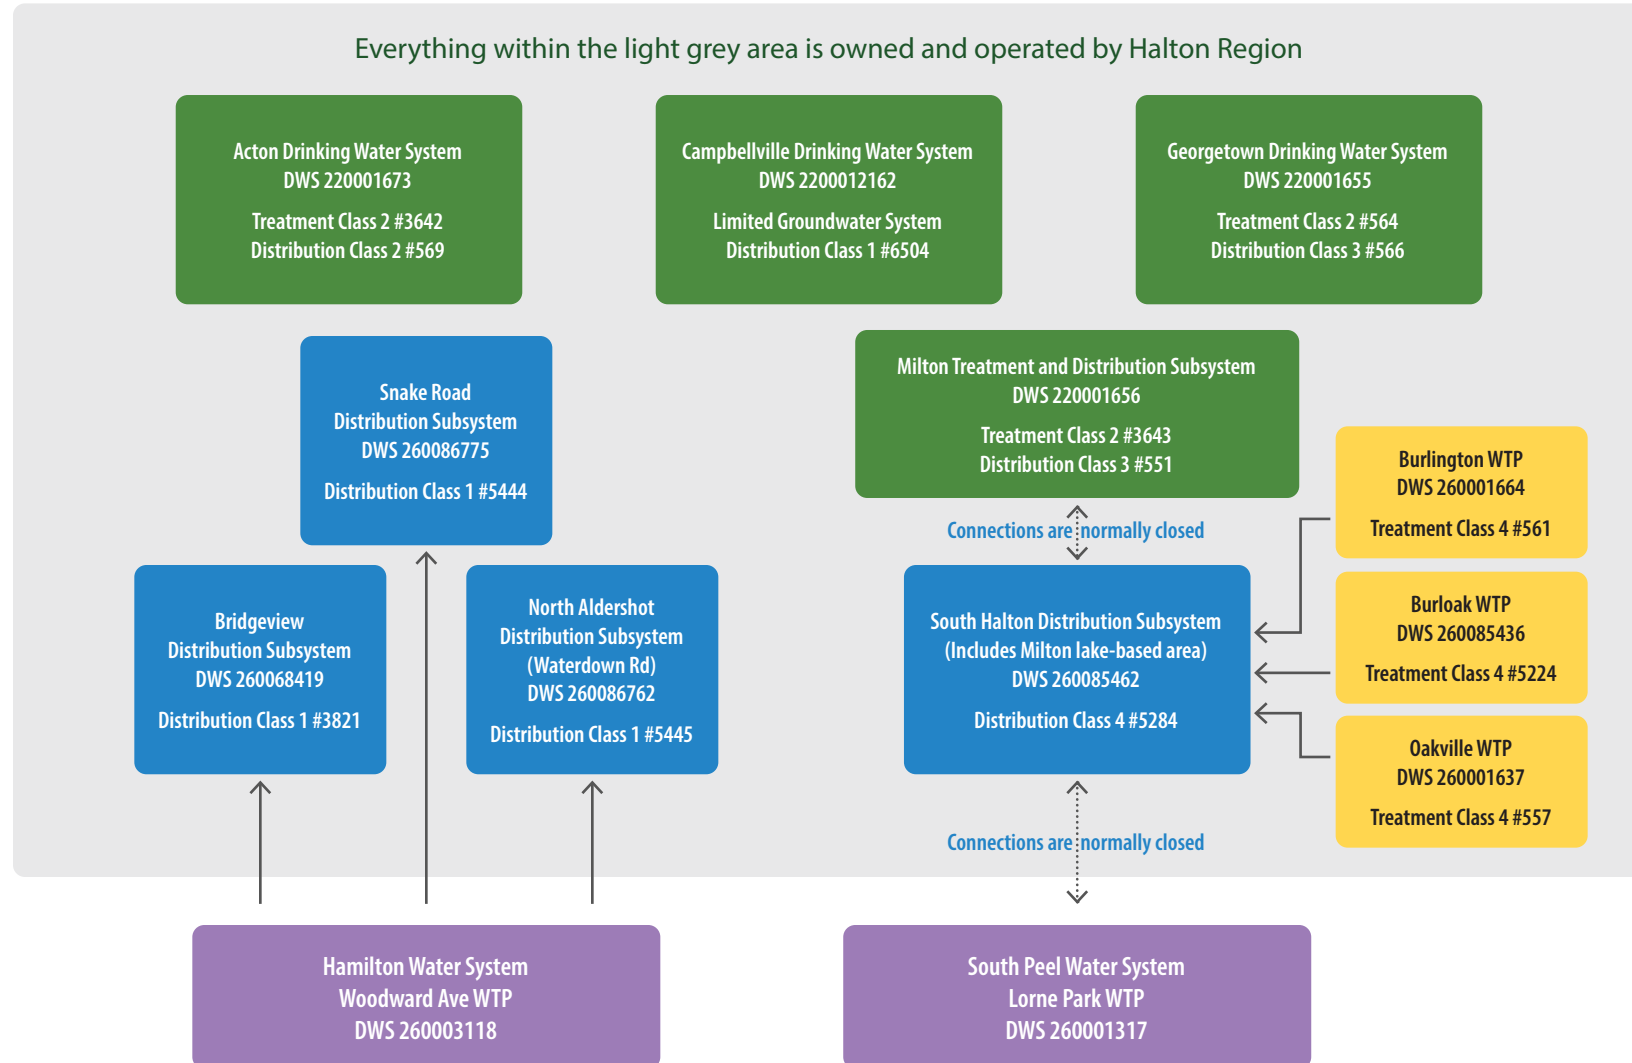 Everything within the light grey area is owned and operated by Halton Region
Acton Drinking Water System
DWS 220001673
Treatment Class 2 #3642
Distribution Class 2 #569
Campbellville Drinking Water System
DWS 2200012162
Limited Groundwater System
Distribution Class 1 #6504
Georgetown Drinking Water System
DWS 220001655
Treatment Class 2 #564
Distribution Class 3 #566
Snake Road
Distribution Subsystem
DWS 260086775
Distribution Class 1 #5444
Milton Treatment and Distribution Subsystem
DWS 220001656
Treatment Class 2 #3643
Distribution Class 3 #551
Connections are normally closed
Burlington WTP
DWS 260001664
Treatment Class 4 #561
Bridgeview
Distribution Subsystem
DWS 260068419
Distribution Class 1 #3821
North Aldershot
Distribution Subsystem
(Waterdown Rd)
DWS 260086762
Distribution Class 1 #5445
South Halton Distribution Subsystem
(Includes Milton lake-based area)
DWS 260085462
Distribution Class 4 #5284
Burloak WTP
DWS 260085436
Treatment Class 4 #5224
Oakville WTP
DWS 260001637
Treatment Class 4 #557
Connections are normally closed
Hamilton Water System
Woodward Ave WTP
DWS 260003118
South Peel Water System
Lorne Park WTP
DWS 260001317